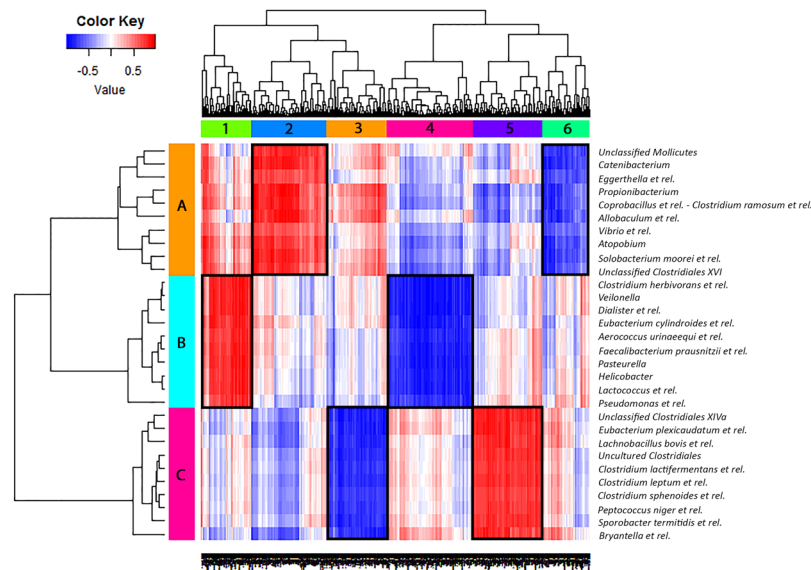 Color Key
-0.5 0.5
Value
1 2 3 4 5 6
A
B
C
Unclassified Mollicutes
Catenibacterium
Eggerthella et rel.
Propionibacterium
Coprobacillus et rel. - Clostridium ramosum et rel.
Allobaculum et rel.
Vibrio et rel.
Atopobium
Solobacterium moorei et rel.
Unclassified Clostridiales XVI
Clostridium herbivorans et rel.
Veilonella
Dialister et rel.
Eubacterium cylindroides et rel.
Aerococcus urinaeequi et rel.
Faecalibacterium prausnitzii et rel.
Pasteurella
Helicobacter
Lactococcus et rel.
Pseudomonas et rel.
Unclassified Clostridiales XIVa
Eubacterium plexicaudatum et rel.
Lachnobacillus bovis et rel.
Uncultured Clostridiales
Clostridium lactifermentans et rel.
Clostridium leptum et rel.
Clostridium sphenoides et rel.
Peptococcus niger et rel.
Sporobacter termitidis et rel.
Bryantella et rel.